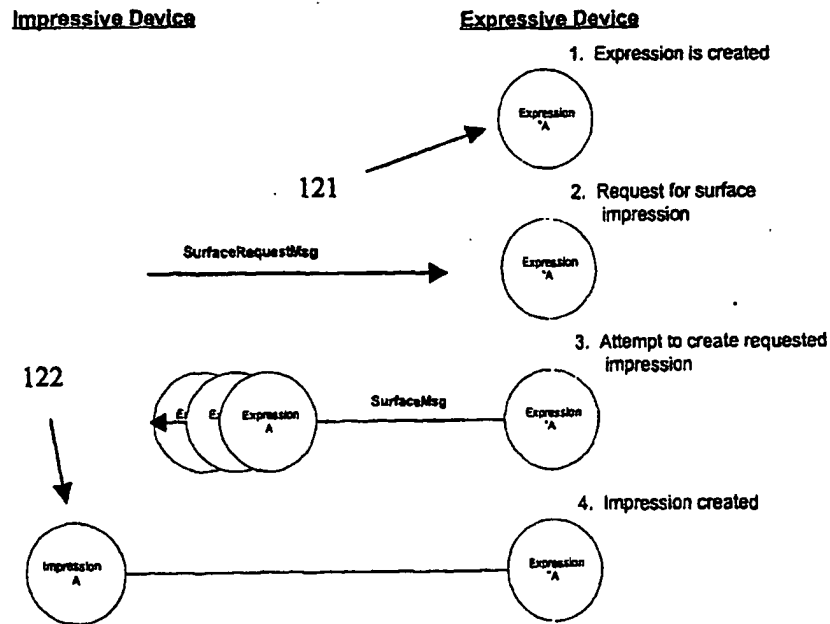 Impressive Device
Expressive Device
1. Expression is created
Expression
*A
121
2. Request for surface
impression
SurfaceRequestMsg
Expression
*A
3. Attempt to create requested
impression
122
Expression
A
SurfaceMsg
Expression
*A
4. Impression created
Impression
A
Expression
*A